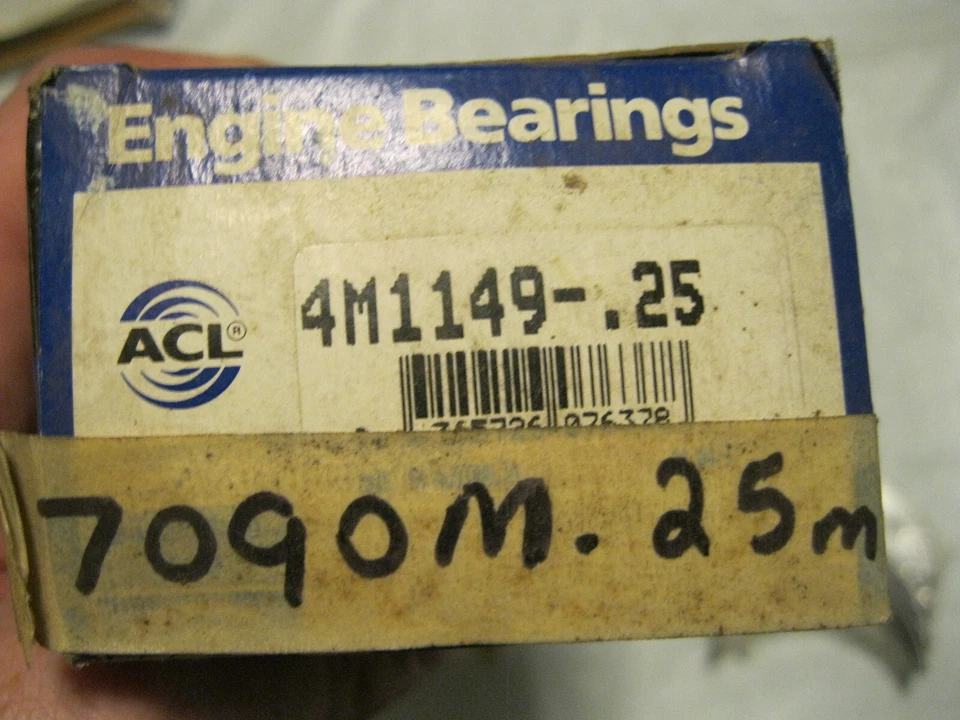 Engine Bearings
4M1149-.25
ACL®
7090M.25m